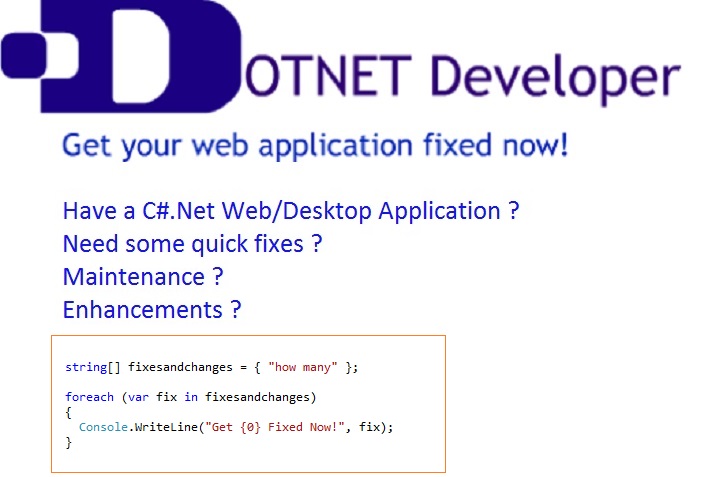 DOTNET Developer
Get your web application fixed now!
Have a C#.Net Web/Desktop Application ?
Need some quick fixes ?
Maintenance ?
Enhancements ?
string[] fixesandchanges = { "how many" };
foreach (var fix in fixesandchanges)
{
  Console.WriteLine("Get {0} Fixed Now!", fix);
}